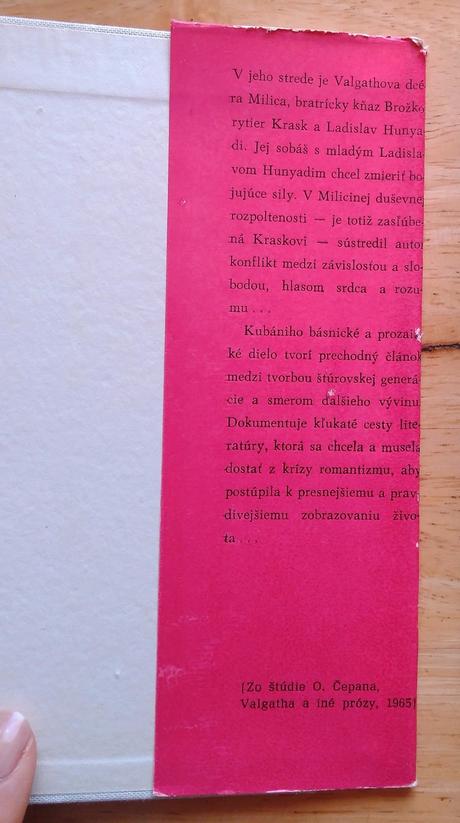 V jeho strede je Valgathova dcé-
ra Milica, bratrícky kňaz Brožko
rytier Krask a Ladislav Hunya-
di. Jej sobáš s mladým Ladisla-
vom Hunyadim chcel zmieriť bo-
jujúce sily. V Milicinej duševnej
rozpoltenosti — je totiž zasľúbe-
ná Kraskovi — sústredil autor
konflikt medzi závislosťou a slo-
bodou, hlasom srdca a rozu-
mu . . .
Kubániho básnické a prozaic-
ké dielo tvorí prechodný článok
medzi tvorbou štúrovskej generá-
cie a smerom ďalšieho vývinu.
Dokumentuje kľukaté cesty lite-
ratúry, ktorá sa chcela a musela
dostať z krízy romantizmu, aby
postúpila k presnejšiemu a prav-
divejšiemu zobrazovaniu živo-
ta . . .
[Zo štúdie O. Čepana,
Valgatha a iné prózy, 1965]